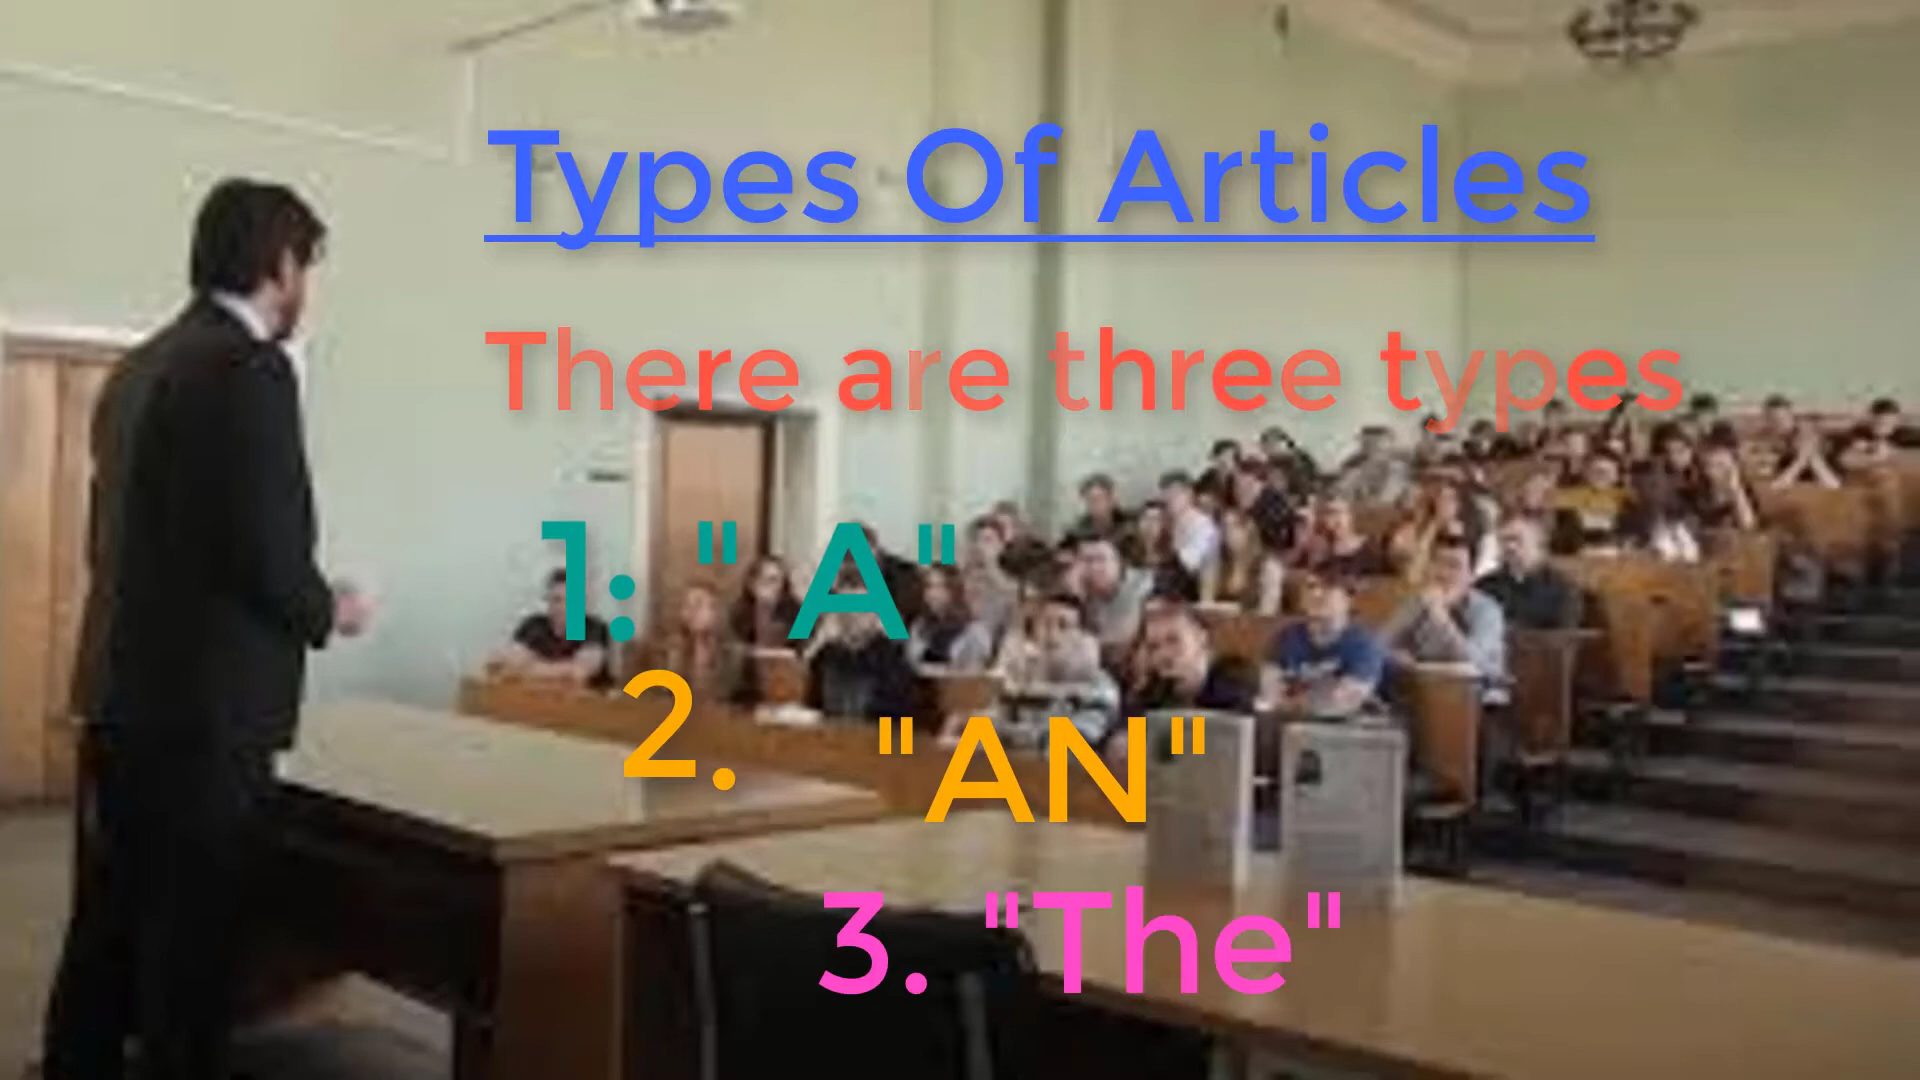 Types Of Articles
There are three types
1: " A"
2. "AN"
3. "The"